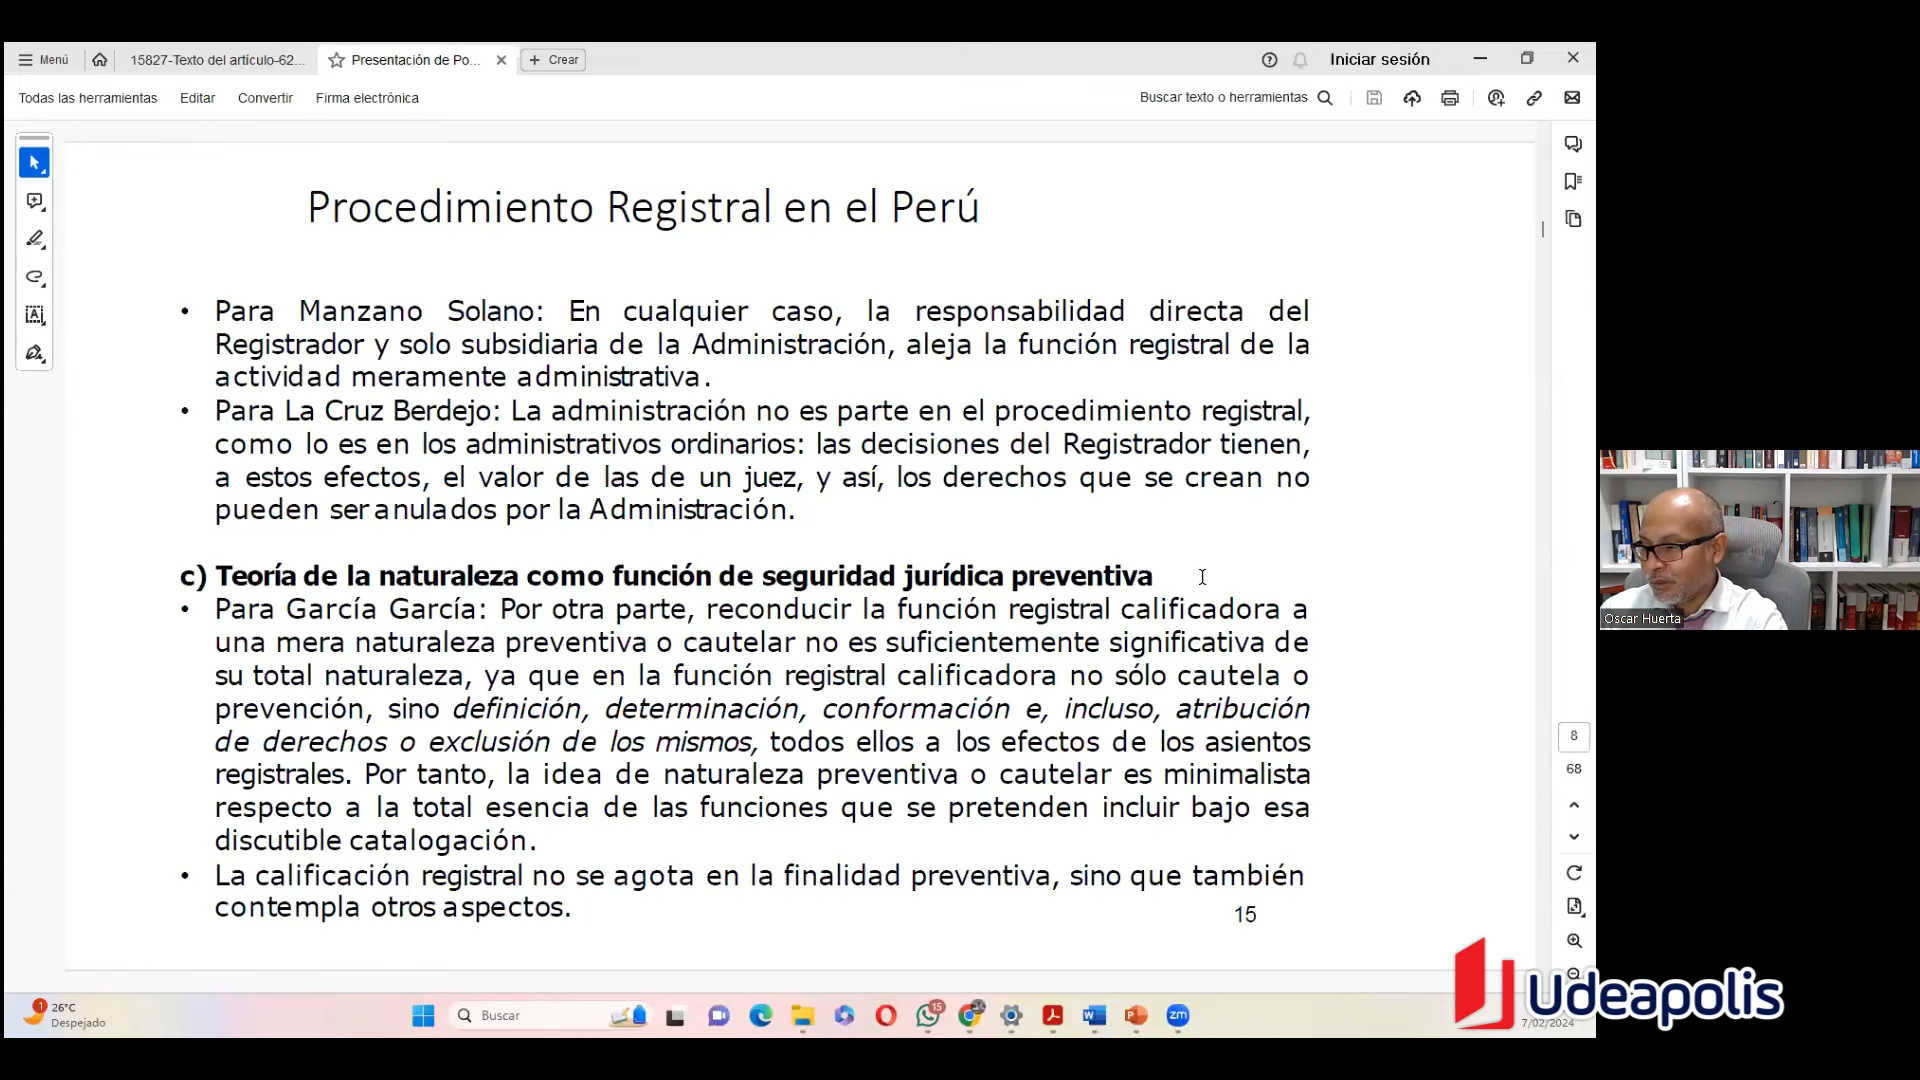 Menú
15827-Texto del artículo-62...
Presentación de Po...
Crear
Iniciar sesión
Todas las herramientas
Editar
Convertir
Firma electrónica
Buscar texto o herramientas
Procedimiento Registral en el Perú
• Para Manzano Solano: En cualquier caso, la responsabilidad directa del
Registrador y solo subsidiaria de la Administración, aleja la función registral de la
actividad meramente administrativa.
• Para La Cruz Berdejo: La administración no es parte en el procedimiento registral,
como lo es en los administrativos ordinarios: las decisiones del Registrador tienen,
a estos efectos, el valor de las de un juez, y así, los derechos que se crean no
pueden ser anulados por la Administración.
c) Teoría de la naturaleza como función de seguridad jurídica preventiva
• Para García García: Por otra parte, reconducir la función registral calificadora a
una mera naturaleza preventiva o cautelar no es suficientemente significativa de
su total naturaleza, ya que en la función registral calificadora no sólo cautela o
prevención, sino definición, determinación, conformación e, incluso, atribución
de derechos o exclusión de los mismos, todos ellos a los efectos de los asientos
registrales. Por tanto, la idea de naturaleza preventiva o cautelar es minimalista
respecto a la total esencia de las funciones que se pretenden incluir bajo esa
discutible catalogación.
• La calificación registral no se agota en la finalidad preventiva, sino que también
contempla otros aspectos.
15
8
68
Oscar Huerta
Udeapolis
1
26°C
Despejado
Buscar
15
zm
7/02/2024